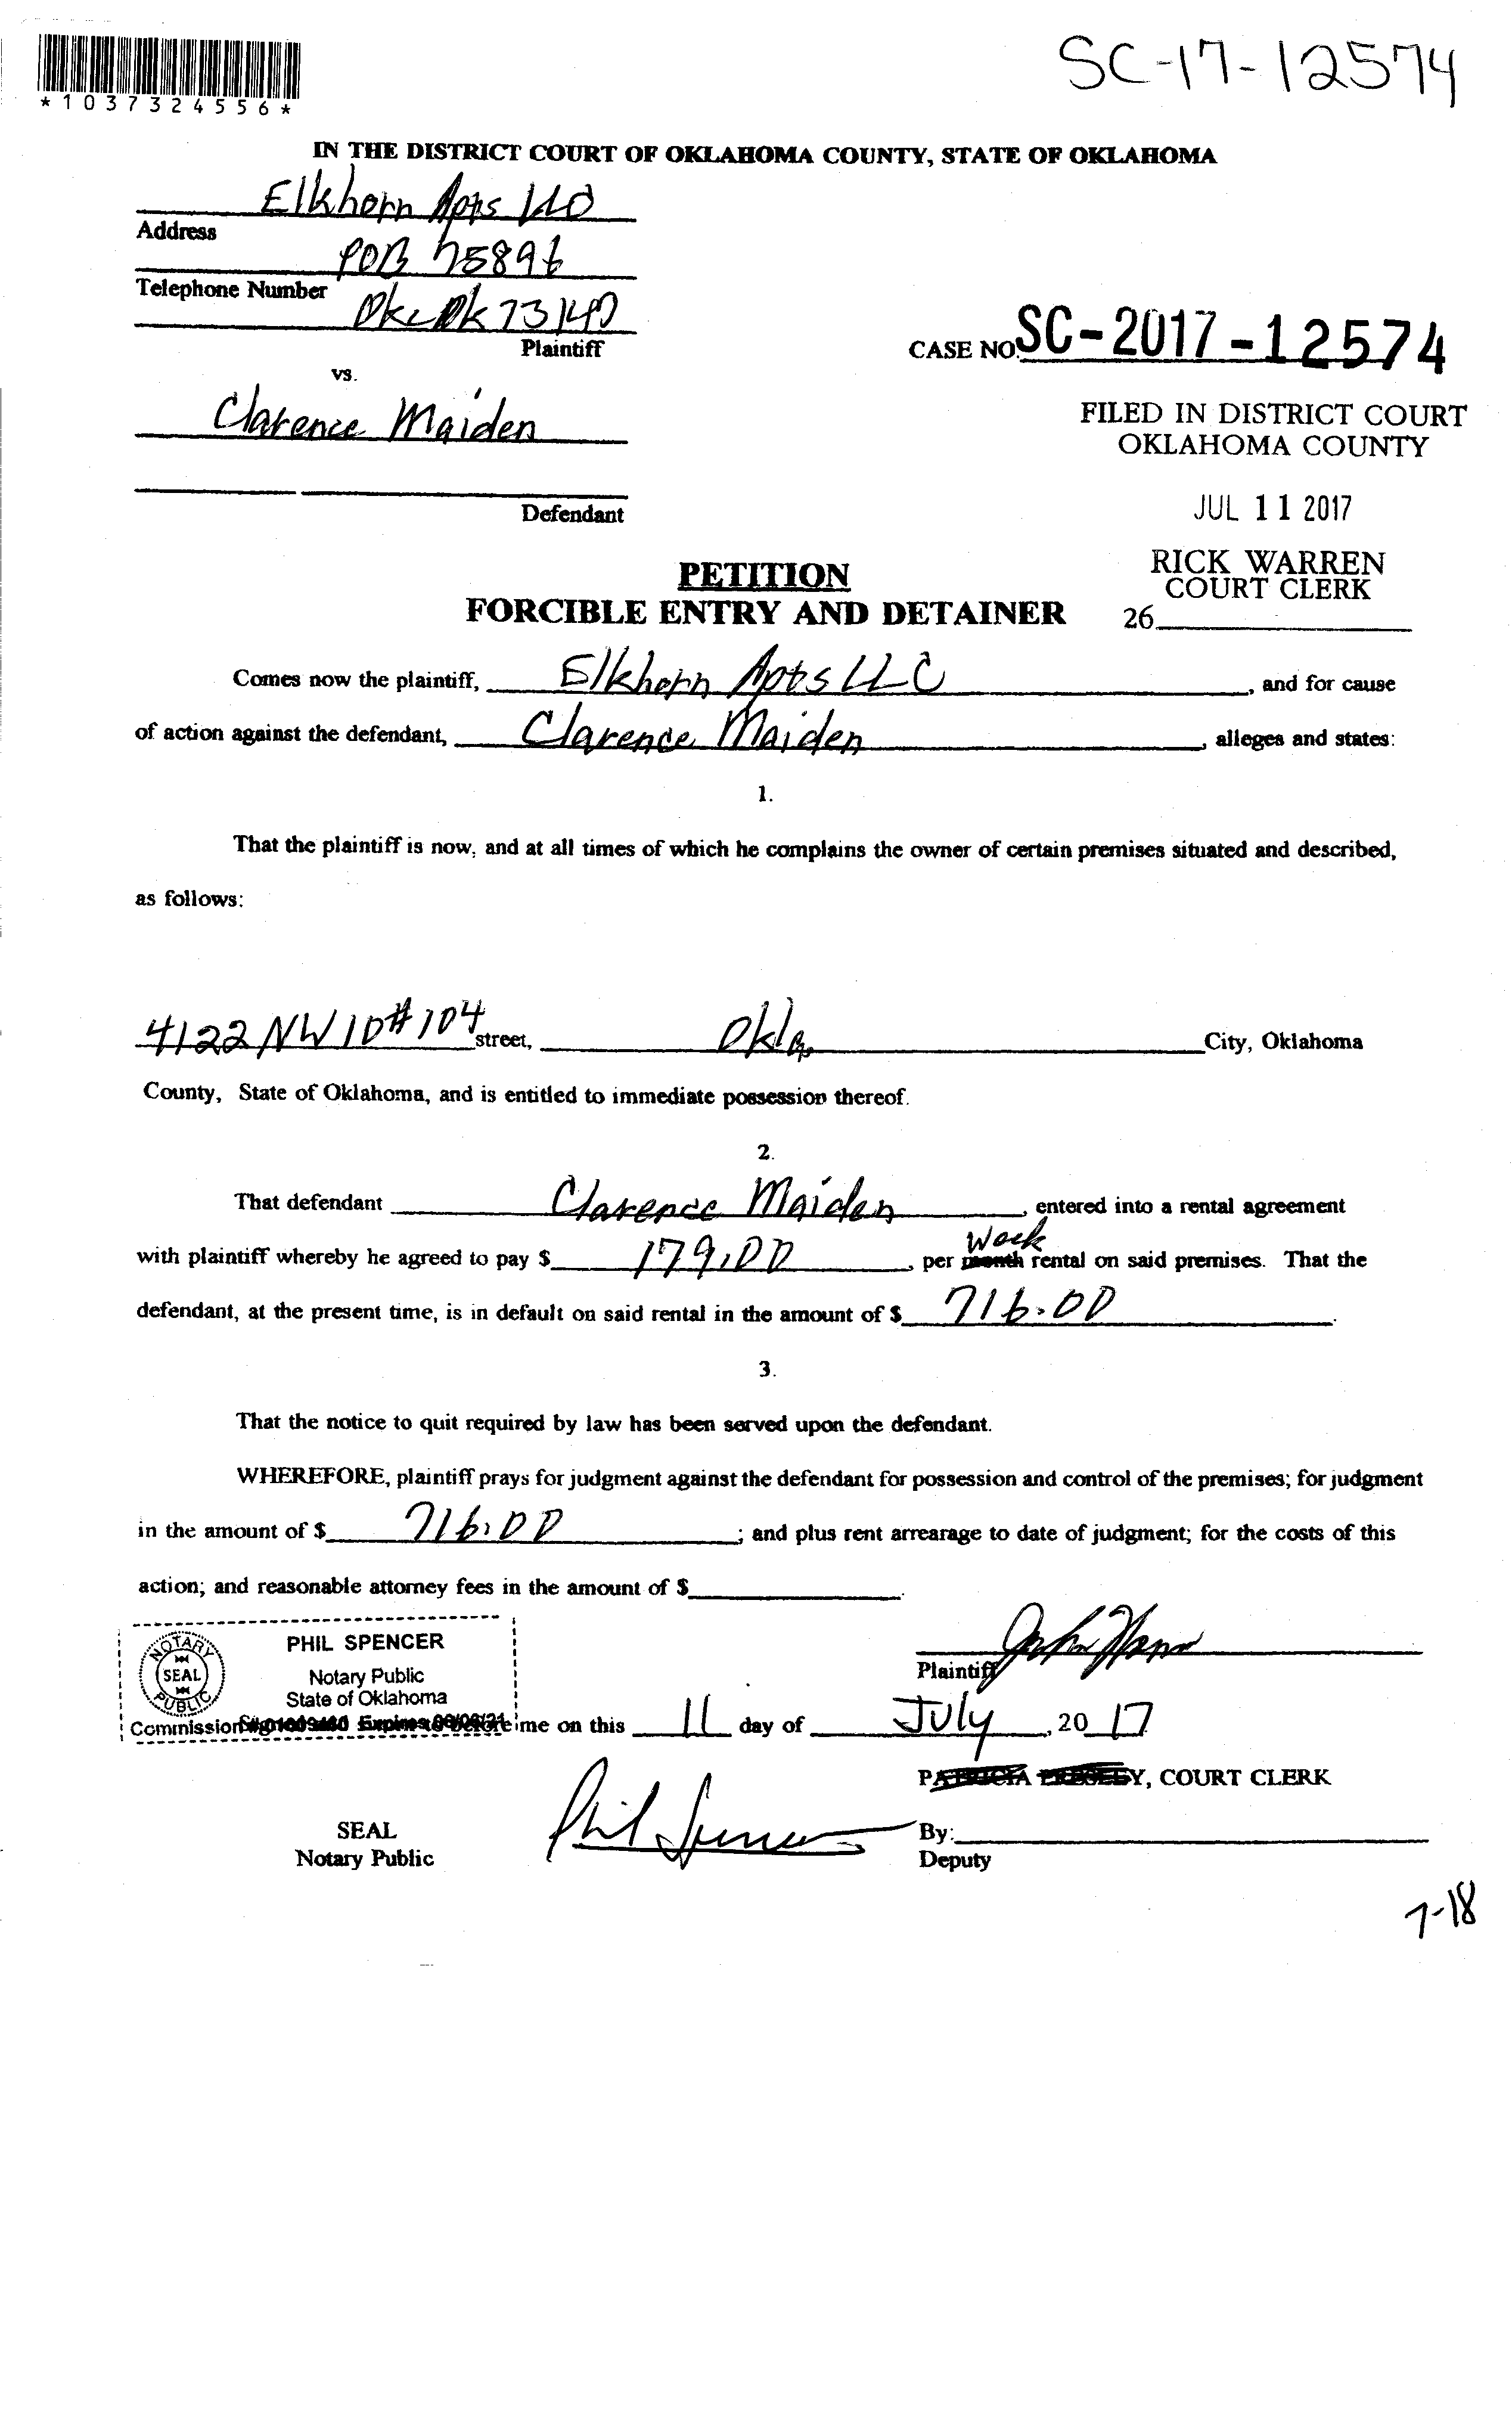 SC-17-12574
*1037324556*
IN THE DISTRICT COURT OF OKLAHOMA COUNTY, STATE OF OKLAHOMA
Elkhorn Apts LLC
Address
POB 75896
Telephone Number
Okc Ok 73147
Plaintiff
CASE NO. SC-2017-12574
vs.
Clarence Maiden
FILED IN DISTRICT COURT
OKLAHOMA COUNTY
Defendant
JUL 11 2017
PETITION
FORCIBLE ENTRY AND DETAINER
RICK WARREN
COURT CLERK
26
Comes now the plaintiff, Elkhorn Apts LLC, and for cause
of action against the defendant, Clarence Maiden, alleges and states:
1.
That the plaintiff is now, and at all times of which he complains the owner of certain premises situated and described,
as follows:
4122 NW 10 # 104 street, Okla City, Oklahoma
County, State of Oklahoma, and is entitled to immediate possession thereof.
2.
That defendant Clarence Maiden, entered into a rental agreement
with plaintiff whereby he agreed to pay $ 179.00, per month Week rental on said premises. That the
defendant, at the present time, is in default on said rental in the amount of $ 716.00.
3.
That the notice to quit required by law has been served upon the defendant.
WHEREFORE, plaintiff prays for judgment against the defendant for possession and control of the premises; for judgment
in the amount of $ 716.00; and plus rent arrearage to date of judgment; for the costs of this
action; and reasonable attorney fees in the amount of $
NOTARY PUBLIC SEAL
PHIL SPENCER
Notary Public
State of Oklahoma
Plaintiff
Commission Expires me on this 11 day of July, 20 17
COURT CLERK
Phil Spencer
SEAL
Notary Public
By:
Deputy
7-18